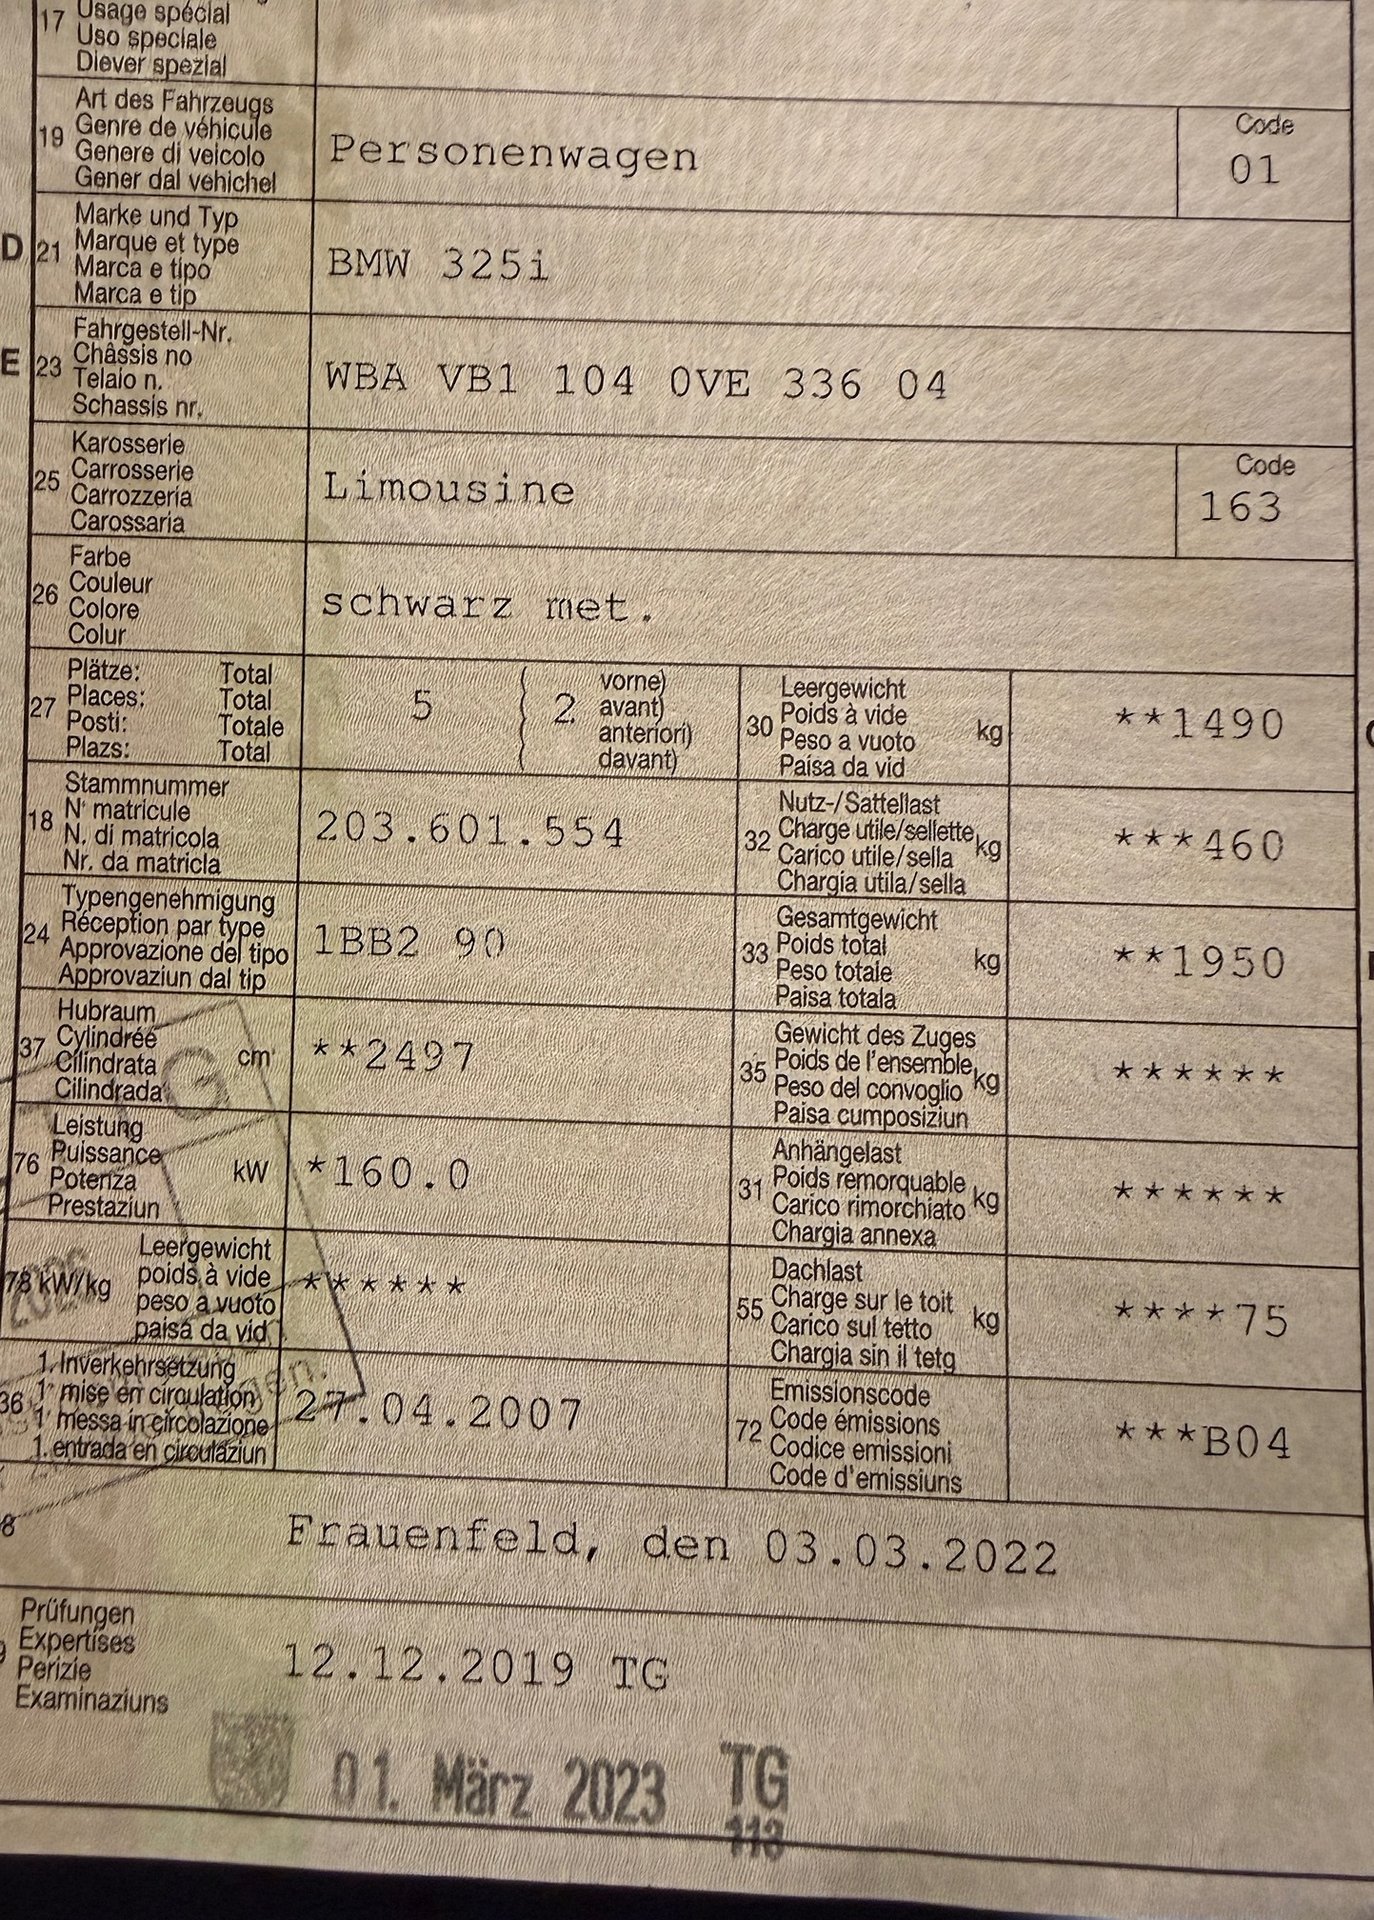 17 Usage spécial
Uso speciale
Diever spezial
19 Art des Fahrzeugs
Genre de véhicule
Genere di veicolo
Gener dal vehichel
Personenwagen
Code
01
D 21 Marke und Typ
Marque et type
Marca e tipo
Marca e tip
BMW 325i
E 23 Fahrgestell-Nr.
Châssis no
Telaio n.
Schassis nr.
WBA VB1 104 0VE 336 04
25 Karosserie
Carrosserie
Carrozzeria
Carossaria
Limousine
Code
163
26 Farbe
Couleur
Colore
Colur
schwarz met.
27 Plätze: Total
Places: Total
Posti: Totale
Plazs: Total
5 ( 2 vorne)
avant)
anteriori)
davant)
30 Leergewicht
Poids à vide
Peso a vuoto
Paisa da vid
kg
**1490
18 Stammnummer
N° matricule
N. di matricola
Nr. da matricla
203.601.554
32 Nutz-/Sattellast
Charge utile/sellette
Carico utile/sella
Chargia utila/sella
kg
***460
24 Typengenehmigung
Réception par type
Approvazione del tipo
Approvaziun dal tip
1BB2 90
33 Gesamtgewicht
Poids total
Peso totale
Paisa totala
kg
**1950
37 Hubraum
Cylindrée
Cilindrata
Cilindrada
cm³
**2497
35 Gewicht des Zuges
Poids de l'ensemble
Peso del convoglio
Paisa cumposiziun
kg
******
76 Leistung
Puissance
Potenza
Prestaziun
kW
*160.0
31 Anhängelast
Poids remorquable
Carico rimorchiato
Chargia annexa
kg
******
78 kW/kg Leergewicht
poids à vide
peso a vuoto
paisa da vid
******
55 Dachlast
Charge sur le toit
Carico sul tetto
Chargia sin il tetg
kg
****75
36 1. Inverkehrsetzung
1° mise en circulation
1° messa in circolazione
1. entrada en circulaziun
27.04.2007
72 Emissionscode
Code émissions
Codice emissioni
Code d'emissiuns
***B04
8
Frauenfeld, den 03.03.2022
Prüfungen
Expertises
Perizie
Examinaziuns
12.12.2019 TG
01. März 2023 TG
113